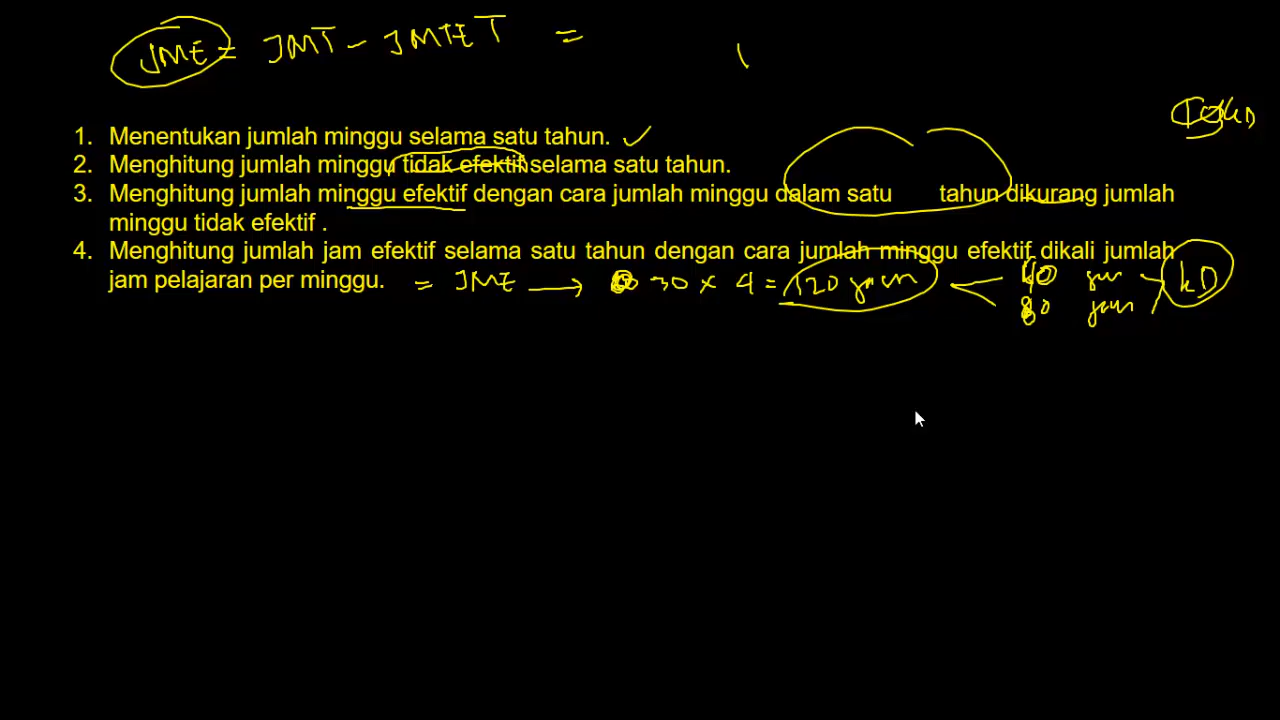 JME = JMT - JMTET =
1. Menentukan jumlah minggu selama satu tahun. ✓
2. Menghitung jumlah minggu tidak efektif selama satu tahun.
3. Menghitung jumlah minggu efektif dengan cara jumlah minggu dalam satu tahun dikurang jumlah
minggu tidak efektif .
4. Menghitung jumlah jam efektif selama satu tahun dengan cara jumlah minggu efektif dikali jumlah
jam pelajaran per minggu. = JME → 30 x 4 = 120 jam 40 jam KD
80 jam